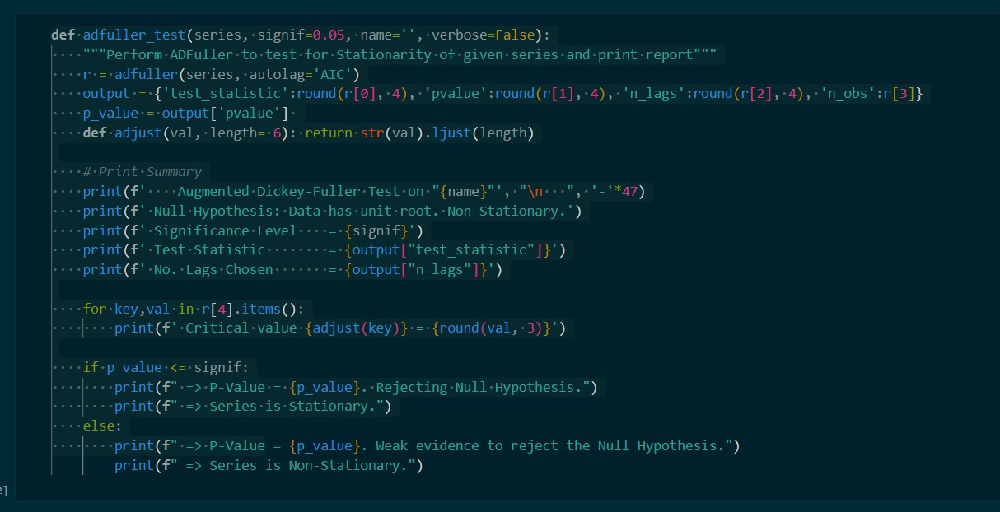 def adfuller_test(series, signif=0.05, name='', verbose=False):
    """Perform ADFuller to test for Stationarity of given series and print report"""
    r = adfuller(series, autolag='AIC')
    output = {'test_statistic':round(r[0], 4), 'pvalue':round(r[1], 4), 'n_lags':round(r[2], 4), 'n_obs':r[3]}
    p_value = output['pvalue']
    def adjust(val, length= 6): return str(val).ljust(length)

    # Print Summary
    print(f'    Augmented Dickey-Fuller Test on "{name}"', "\n   ", '-'*47)
    print(f' Null Hypothesis: Data has unit root. Non-Stationary.')
    print(f' Significance Level    = {signif}')
    print(f' Test Statistic        = {output["test_statistic"]}')
    print(f' No. Lags Chosen       = {output["n_lags"]}')

    for key,val in r[4].items():
        print(f' Critical value {adjust(key)} = {round(val, 3)}')

    if p_value <= signif:
        print(f" => P-Value = {p_value}. Rejecting Null Hypothesis.")
        print(f" => Series is Stationary.")
    else:
        print(f" => P-Value = {p_value}. Weak evidence to reject the Null Hypothesis.")
        print(f" => Series is Non-Stationary.")
2]